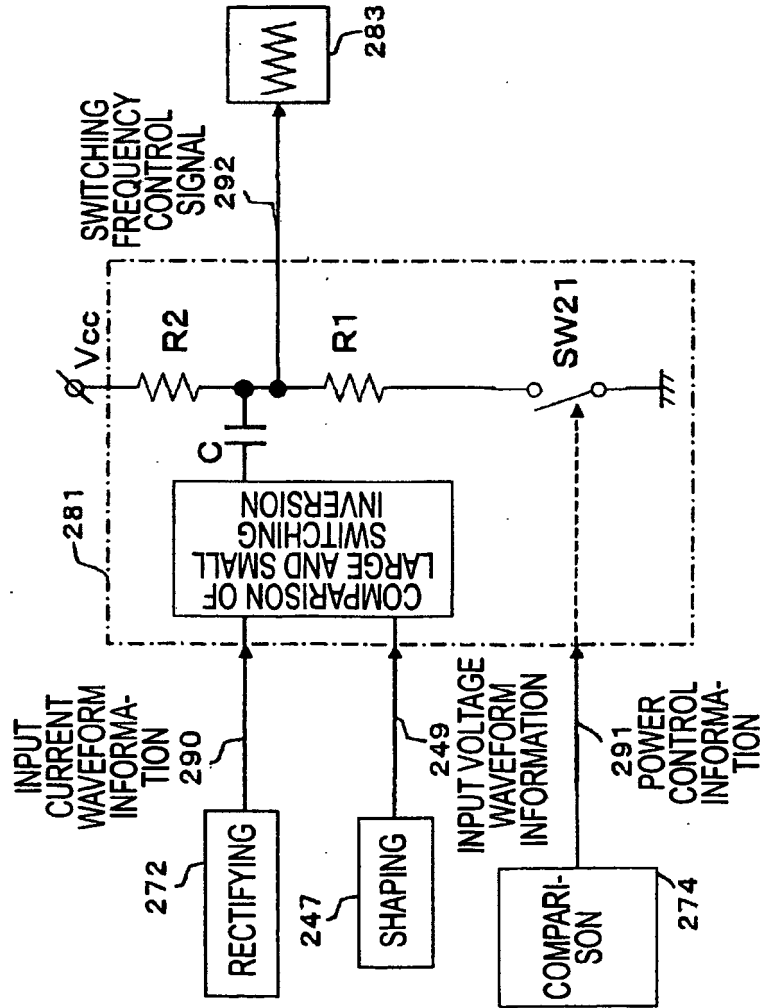 281
Vcc
R2
SWITCHING
FREQUENCY
CONTROL
SIGNAL
292
283
C
R1
SW21
COMPARISON OF
LARGE AND SMALL
SWITCHING
INVERSION
INPUT
CURRENT
WAVEFORM
INFORMA-
TION
290
272
RECTIFYING
249
INPUT VOLTAGE
WAVEFORM
INFORMATION
247
SHAPING
291
POWER
CONTROL
INFORMA-
TION
COMPARI-
SON
274